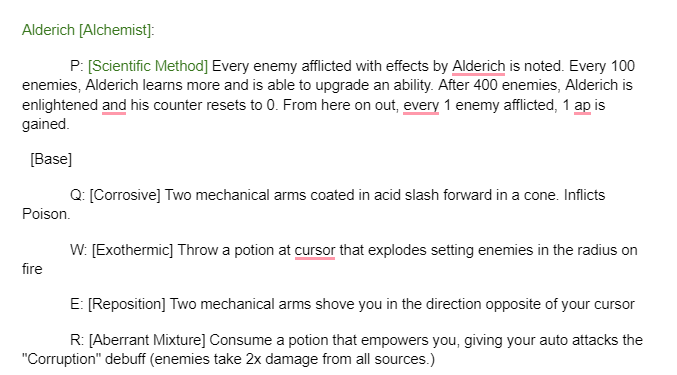 Alderich [Alchemist]:
P: [Scientific Method] Every enemy afflicted with effects by Alderich is noted. Every 100
enemies, Alderich learns more and is able to upgrade an ability. After 400 enemies, Alderich is
enlightened and his counter resets to 0. From here on out, every 1 enemy afflicted, 1 ap is
gained.
[Base]
Q: [Corrosive] Two mechanical arms coated in acid slash forward in a cone. Inflicts
Poison.
W: [Exothermic] Throw a potion at cursor that explodes setting enemies in the radius on
fire
E: [Reposition] Two mechanical arms shove you in the direction opposite of your cursor
R: [Aberrant Mixture] Consume a potion that empowers you, giving your auto attacks the
"Corruption" debuff (enemies take 2x damage from all sources.)